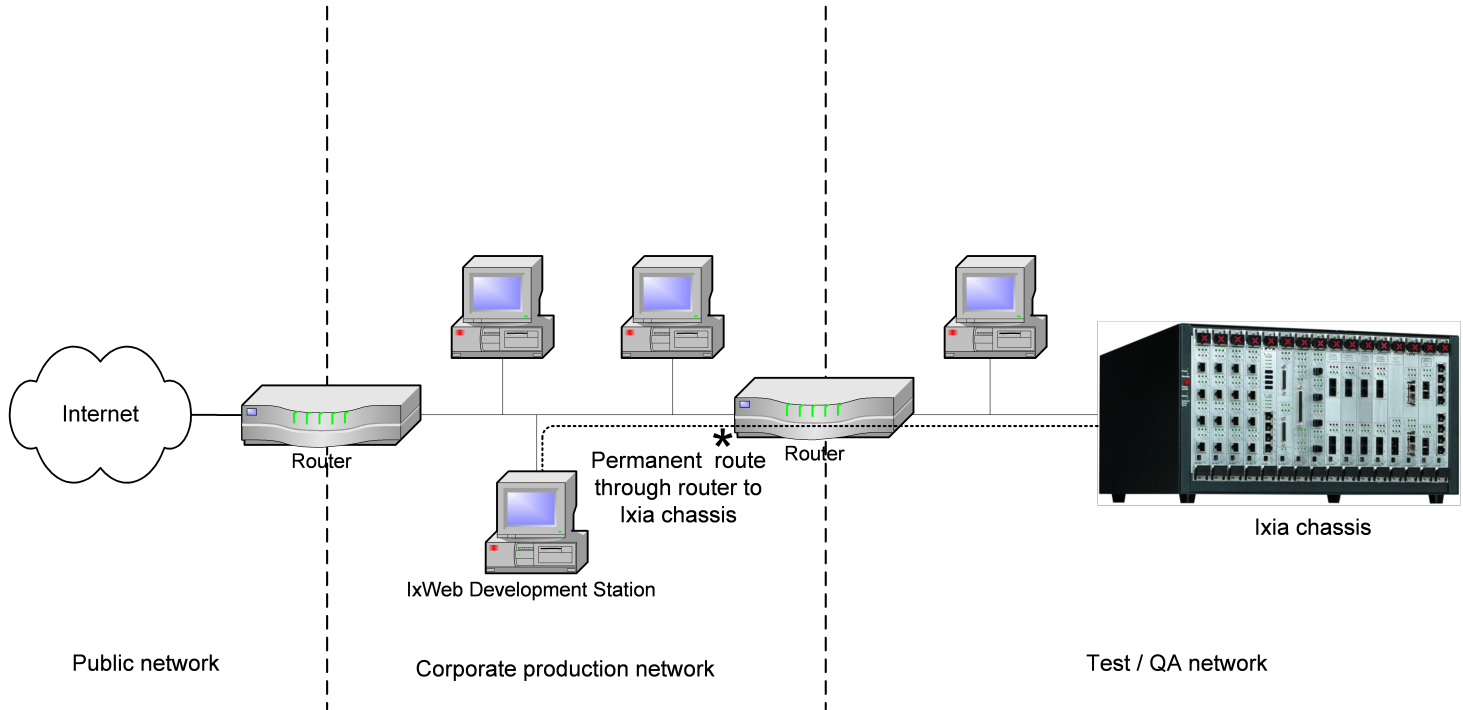 Internet
Router
*
Permanent route
through router to
Ixia chassis
Router
Ixia chassis
IxWeb Development Station
Public network
Corporate production network
Test / QA network